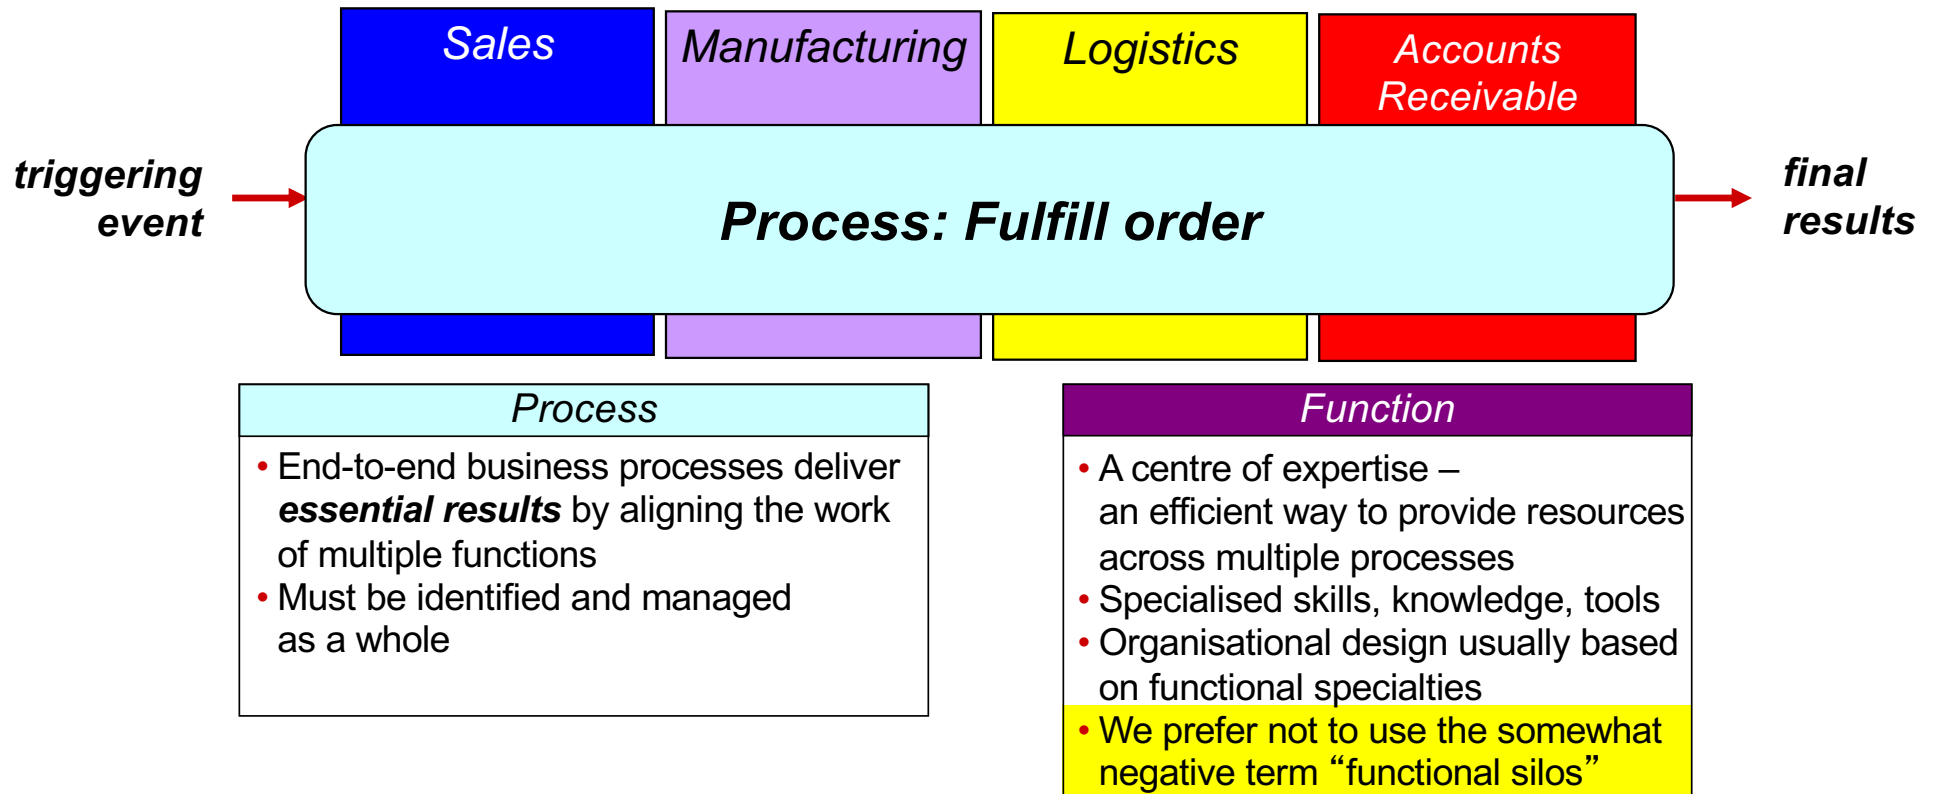 Sales
Manufacturing
Logistics
Accounts
Receivable
triggering
event
Process: Fulfill order
final
results
Process
• End-to-end business processes deliver
essential results by aligning the work
of multiple functions
• Must be identified and managed
as a whole
Function
• A centre of expertise –
an efficient way to provide resources
across multiple processes
• Specialised skills, knowledge, tools
• Organisational design usually based
on functional specialties
• We prefer not to use the somewhat
negative term “functional silos”